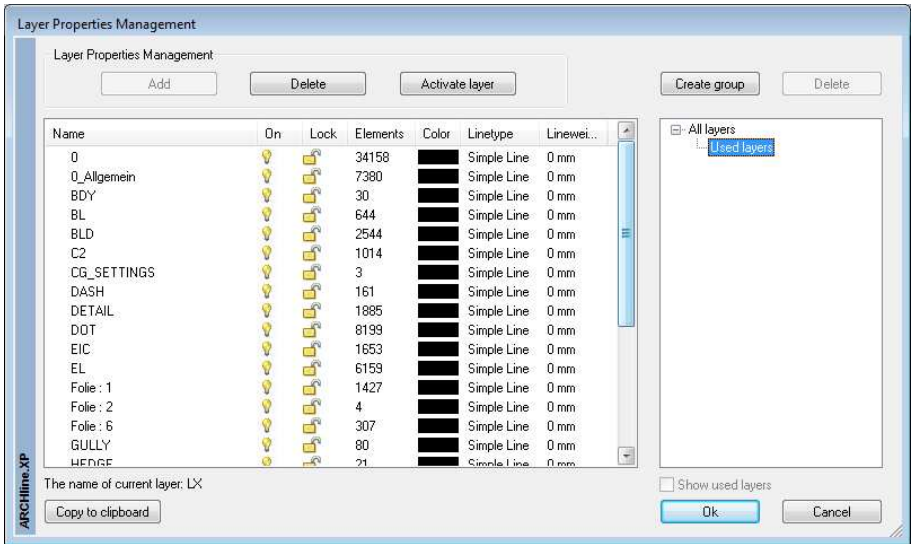 Layer Properties Management
Layer Properties Management
Add Delete Activate layer Create group Delete
Name On Lock Elements Color Linetype Linewei...
0 34158 Simple Line 0 mm
0_Allgemein 7380 Simple Line 0 mm
BDY 30 Simple Line 0 mm
BL 644 Simple Line 0 mm
BLD 2544 Simple Line 0 mm
C2 1014 Simple Line 0 mm
CG_SETTINGS 3 Simple Line 0 mm
DASH 161 Simple Line 0 mm
DETAIL 1885 Simple Line 0 mm
DOT 8199 Simple Line 0 mm
EIC 1653 Simple Line 0 mm
EL 6159 Simple Line 0 mm
Folie : 1 1427 Simple Line 0 mm
Folie : 2 4 Simple Line 0 mm
Folie : 6 307 Simple Line 0 mm
GULLY 80 Simple Line 0 mm
HEDGE 21 Simple Line 0 mm
All layers
Used layers
The name of current layer: LX
Show used layers
Copy to clipboard
Ok Cancel
ARCHline.XP